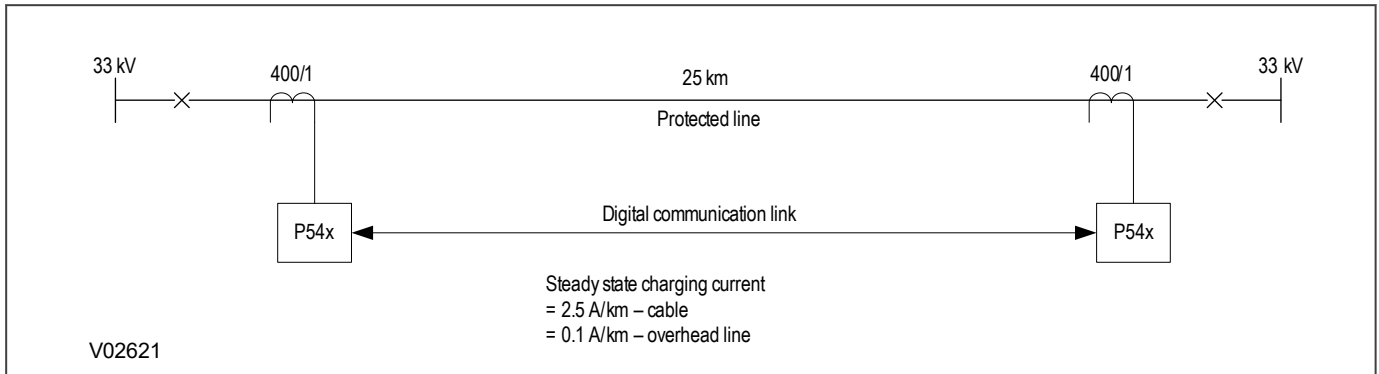 33 kV
400/1
25 km
400/1
33 kV
Protected line
P54x
Digital communication link
P54x
Steady state charging current
= 2.5 A/km – cable
= 0.1 A/km – overhead line
V02621